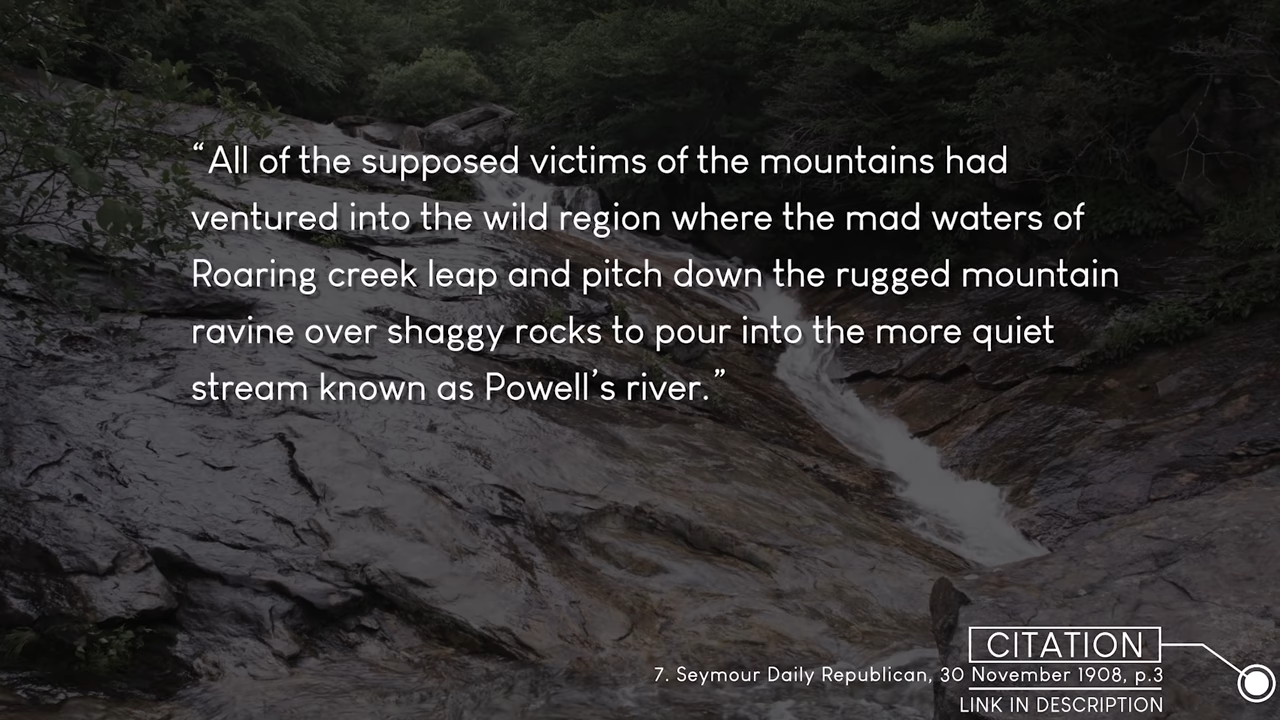 “All of the supposed victims of the mountains had
ventured into the wild region where the mad waters of
Roaring creek leap and pitch down the rugged mountain
ravine over shaggy rocks to pour into the more quiet
stream known as Powell’s river.”
CITATION
7. Seymour Daily Republican, 30 November 1908, p.3
LINK IN DESCRIPTION